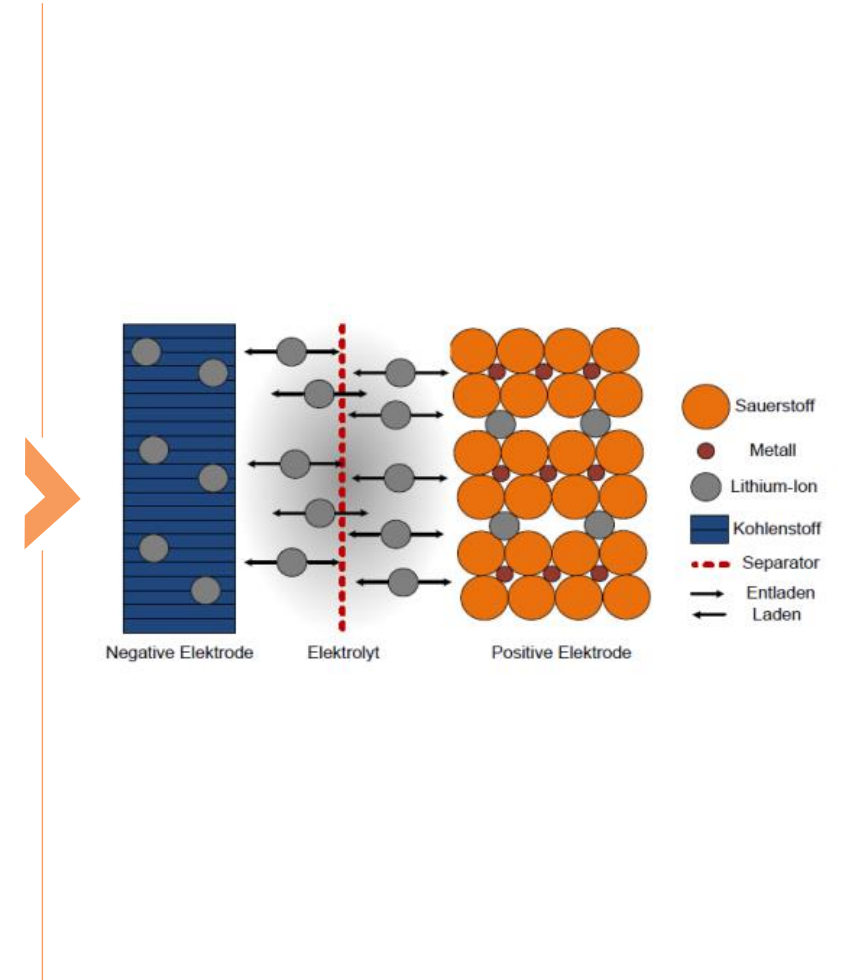 Sauerstoff
Metall
Lithium-Ion
Kohlenstoff
Separator
Entladen
Laden
Negative Elektrode
Elektrolyt
Positive Elektrode